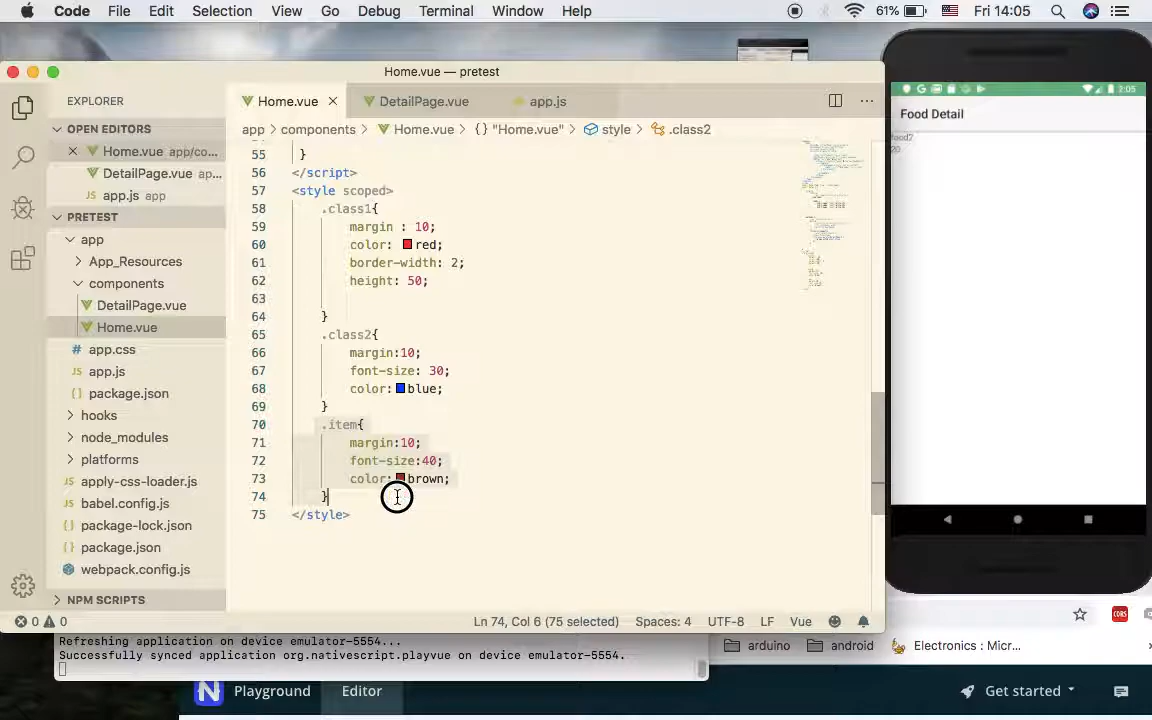 Code File Edit Selection View Go Debug Terminal Window Help 61% Fri 14:05
Home.vue — pretest
EXPLORER
Home.vue DetailPage.vue app.js
OPEN EDITORS
app > components > Home.vue > {} "Home.vue" > style > .class2
Home.vue app/co...
DetailPage.vue ap...
app.js app
PRETEST
app
App_Resources
components
DetailPage.vue
Home.vue
# app.css
app.js
{} package.json
hooks
node_modules
platforms
apply-css-loader.js
babel.config.js
{} package-lock.json
{} package.json
webpack.config.js
NPM SCRIPTS
55 }
56 </script>
57 <style scoped>
58 .class1{
59 margin : 10;
60 color: red;
61 border-width: 2;
62 height: 50;
63
64 }
65 .class2{
66 margin:10;
67 font-size: 30;
68 color: blue;
69 }
70 .item{
71 margin:10;
72 font-size:40;
73 color: brown;
74 }
75 </style>
0 0 Ln 74, Col 6 (75 selected) Spaces: 4 UTF-8 LF Vue
2:05
Food Detail
food2
20
Refreshing application on device emulator-5554...
Successfully synced application org.nativescript.playvue on device emulator-5554.
CORS
arduino android Electronics : Micr...
N Playground Editor Get started